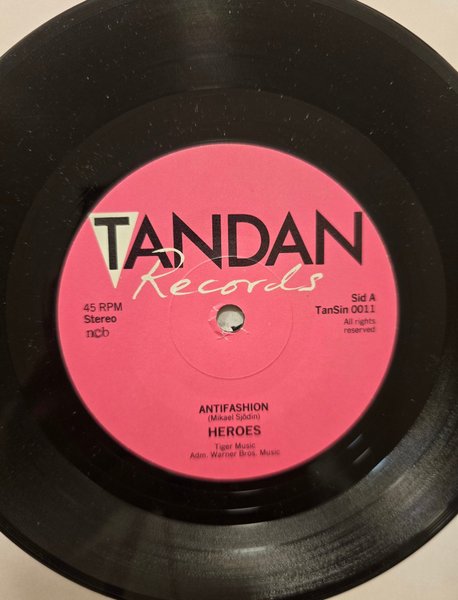 TANDAN
Records
45 RPM
Stereo
ncb
Sid A
TanSin 0011
All rights
reserved
ANTIFASHION
(Mikael Sjödin)
HEROES
Tiger Music
Adm. Warner Bros. Music